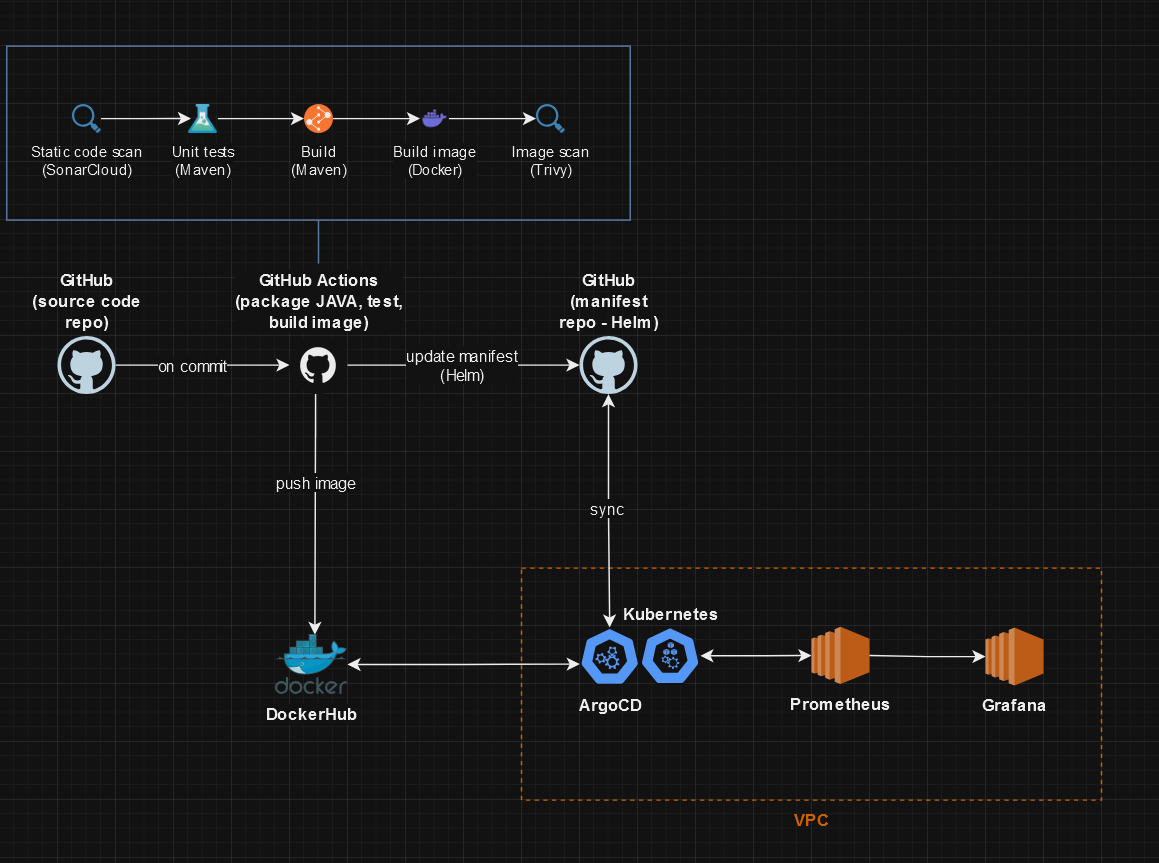 Static code scan
(SonarCloud)
Unit tests
(Maven)
Build
(Maven)
Build image
(Docker)
Image scan
(Trivy)
GitHub
(source code
repo)
GitHub Actions
(package JAVA, test,
build image)
GitHub
(manifest
repo - Helm)
on commit
update manifest
(Helm)
push image
sync
Kubernetes
docker
DockerHub
ArgoCD
Prometheus
Grafana
VPC